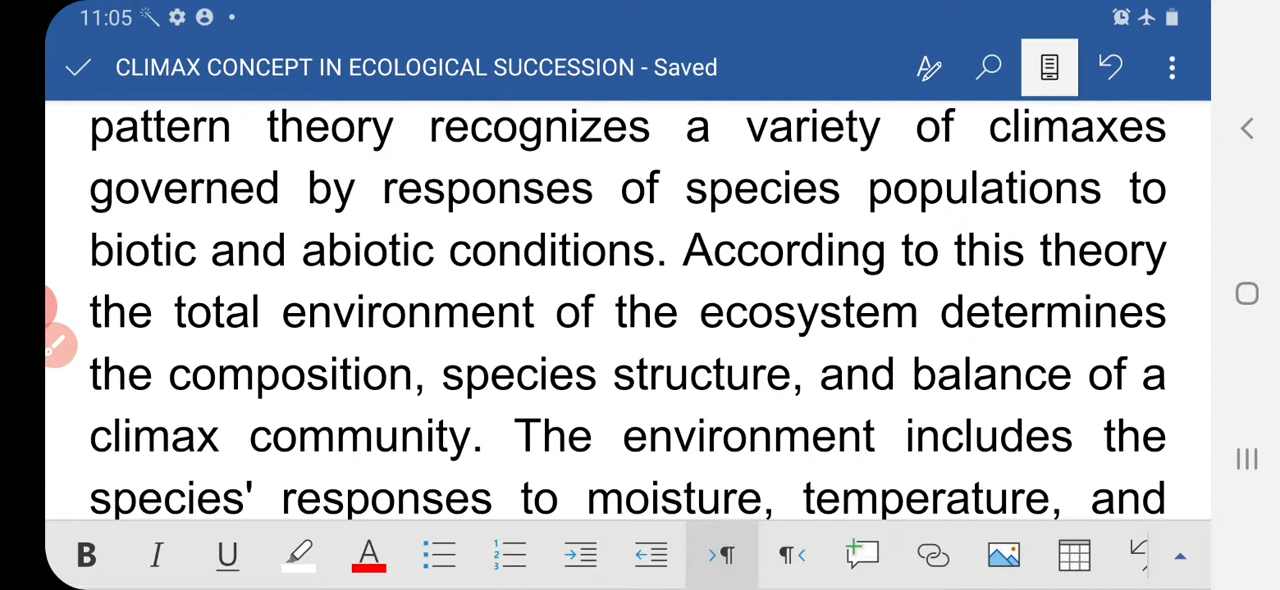 11:05
CLIMAX CONCEPT IN ECOLOGICAL SUCCESSION - Saved
pattern theory recognizes a variety of climaxes
governed by responses of species populations to
biotic and abiotic conditions. According to this theory
the total environment of the ecosystem determines
the composition, species structure, and balance of a
climax community. The environment includes the
species' responses to moisture, temperature, and
B I U A